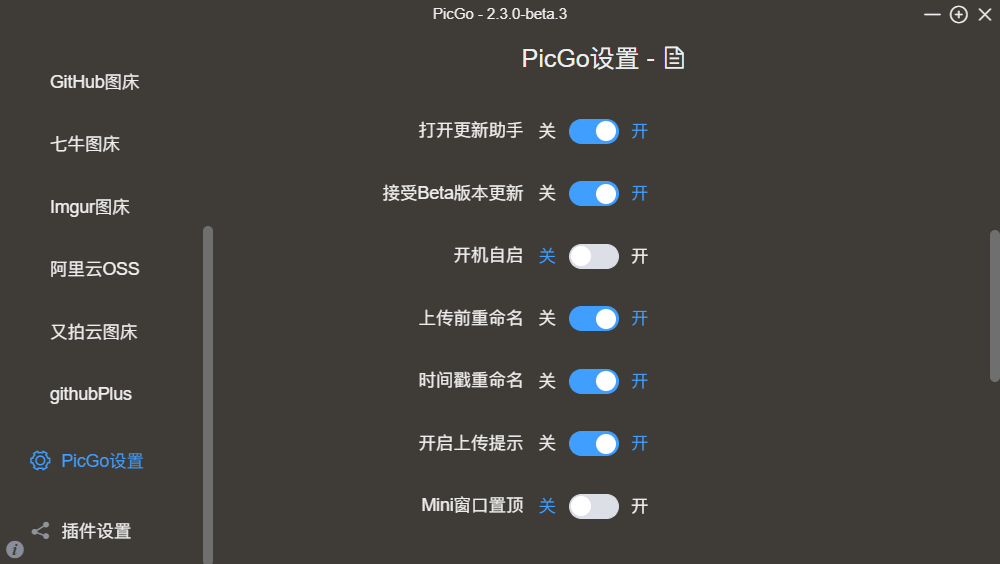 PicGo - 2.3.0-beta.3
GitHub图床
七牛图床
Imgur图床
阿里云OSS
又拍云图床
githubPlus
PicGo设置
插件设置
PicGo设置 -
打开更新助手 关 开
接受Beta版本更新 关 开
开机自启 关 开
上传前重命名 关 开
时间戳重命名 关 开
开启上传提示 关 开
Mini窗口置顶 关 开